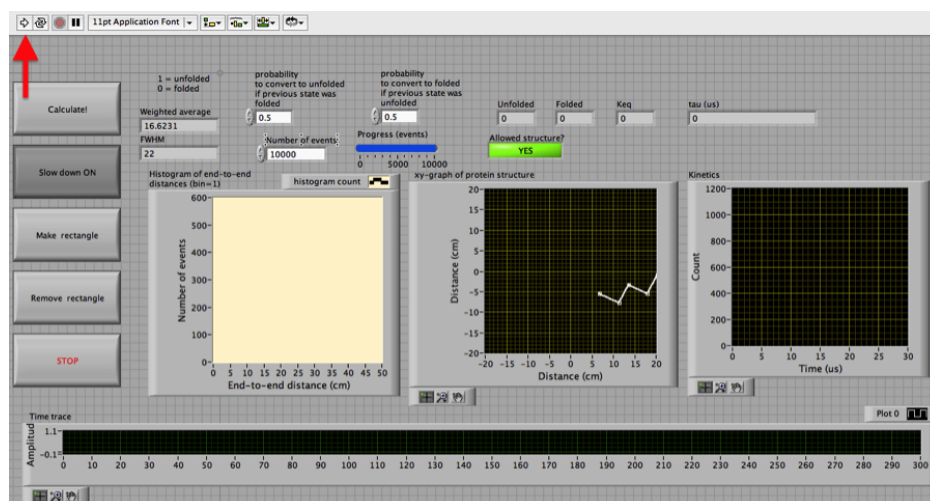 11pt Application Font
Calculate!
Slow down ON
Make rectangle
Remove rectangle
STOP
1 = unfolded
0 = folded
probability
to convert to unfolded
if previous state was
folded
0.5
probability
to convert to folded
if previous state was
unfolded
0.5
Unfolded
0
Folded
0
Keq
0
tau (us)
0
Weighted average
16.6231
FWHM
22
Number of events
10000
Progress (events)
0 5000 10000
Allowed structure?
YES
Histogram of end-to-end
distances (bin=1)
histogram count
600
500
400
300
200
100
0
Number of events
0 5 10 15 20 25 30 35 40 45 50
End-to-end distance (cm)
xy-graph of protein structure
20
15
10
5
0
-5
-10
-15
-20
Distance (cm)
-20 -15 -10 -5 0 5 10 15 20
Distance (cm)
Kinetics
1200
1000
800
600
400
200
0
Count
0 5 10 15 20 25 30
Time (us)
Time trace
Plot 0
Amplitud
1.1
-0.1
0 10 20 30 40 50 60 70 80 90 100 110 120 130 140 150 160 170 180 190 200 210 220 230 240 250 260 270 280 290 300